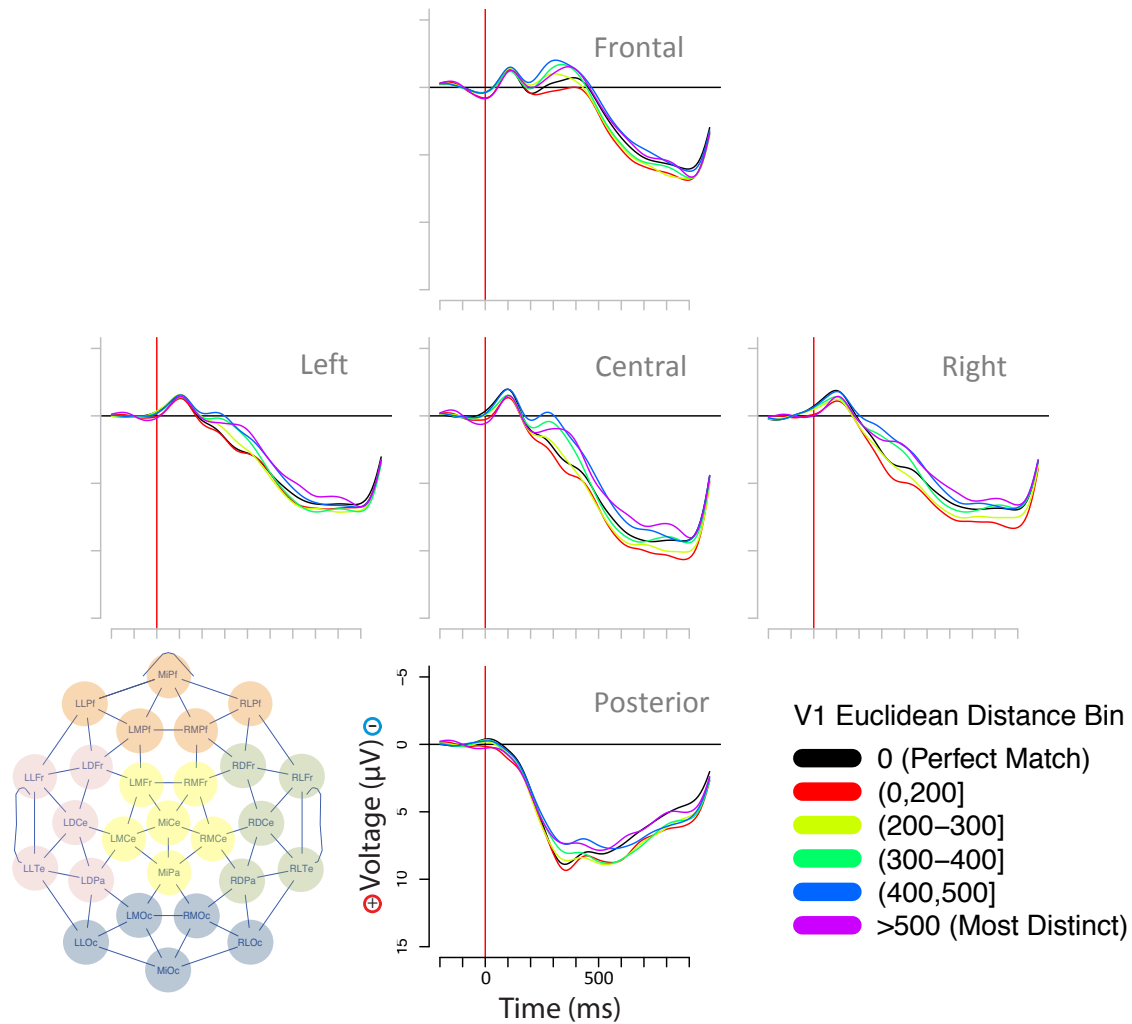 Frontal
Left
Central
Right
MiPf
LLPf
RLPf
LMPf
RMPf
LLFr
LDFr
RDFr
RLFr
LMFr
RMFr
LDCe
MiCe
RDCe
LMCe
RMCe
LLTe
RLTe
LDPa
MiPa
RDPa
LMOc
RMOc
LLOc
RLOc
MiOc
+ Voltage (µV) −
−5
0
5
10
15
Posterior
0
500
Time (ms)
V1 Euclidean Distance Bin
0 (Perfect Match)
(0,200]
(200−300]
(300−400]
(400,500]
>500 (Most Distinct)